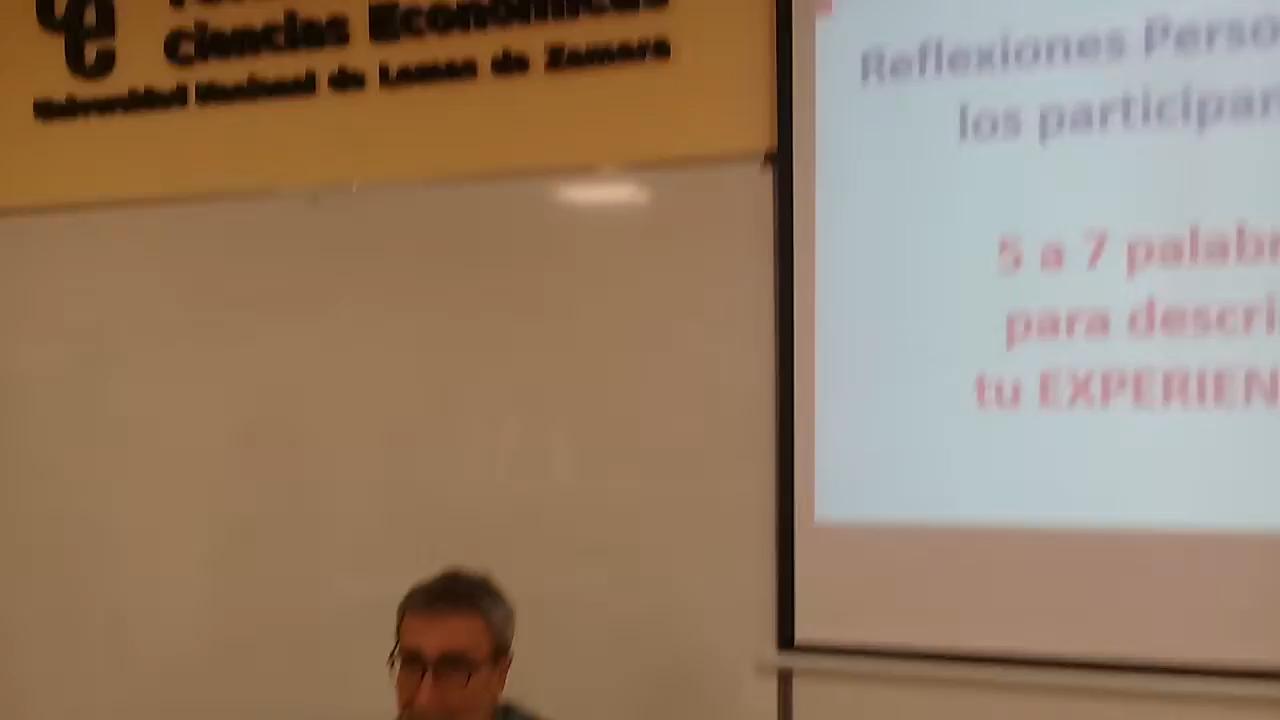 Ciencias Económicas
Universidad Nacional de Lomas de Zamora
Reflexiones Perso
los participan
5 a 7 palabr
para descri
tu EXPERIEN